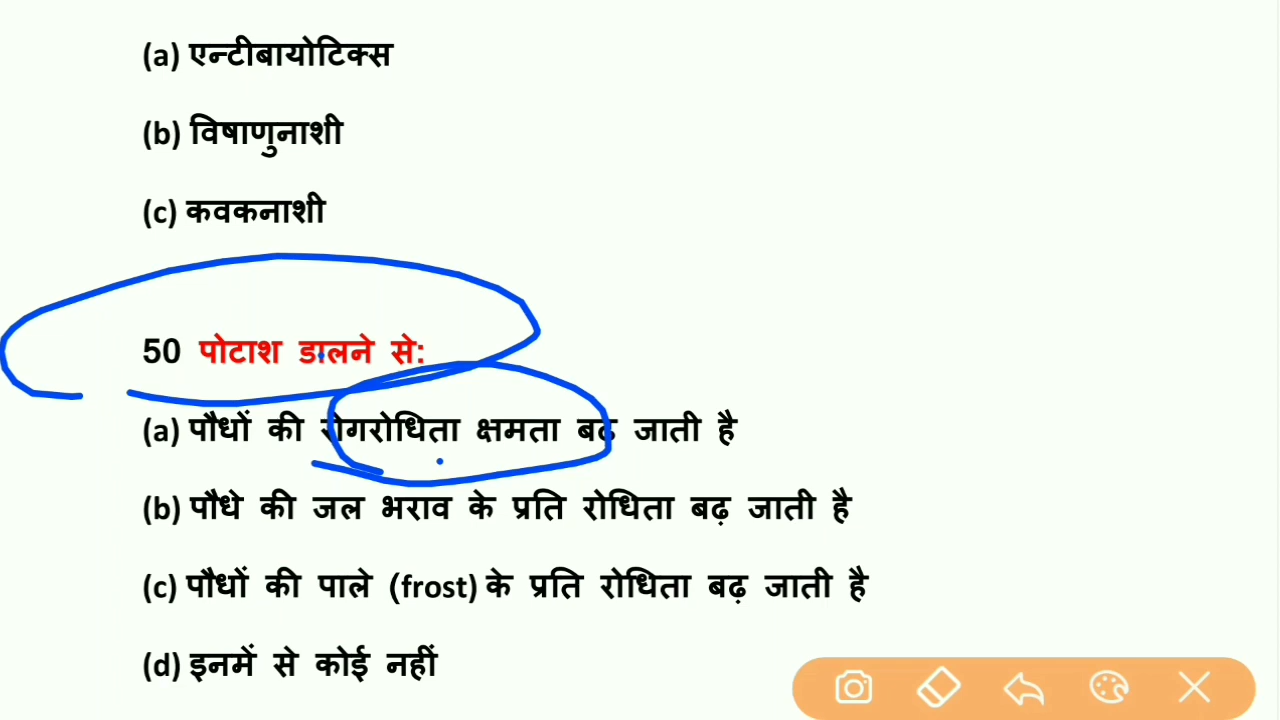 (a) एन्टीबायोटिक्स
(b) विषाणुनाशी
(c) कवकनाशी
50 पोटाश डालने से:
(a) पौधों की रोगरोधिता क्षमता बढ जाती है
(b) पौधे की जल भराव के प्रति रोधिता बढ़ जाती है
(c) पौधों की पाले (frost) के प्रति रोधिता बढ़ जाती है
(d) इनमें से कोई नहीं